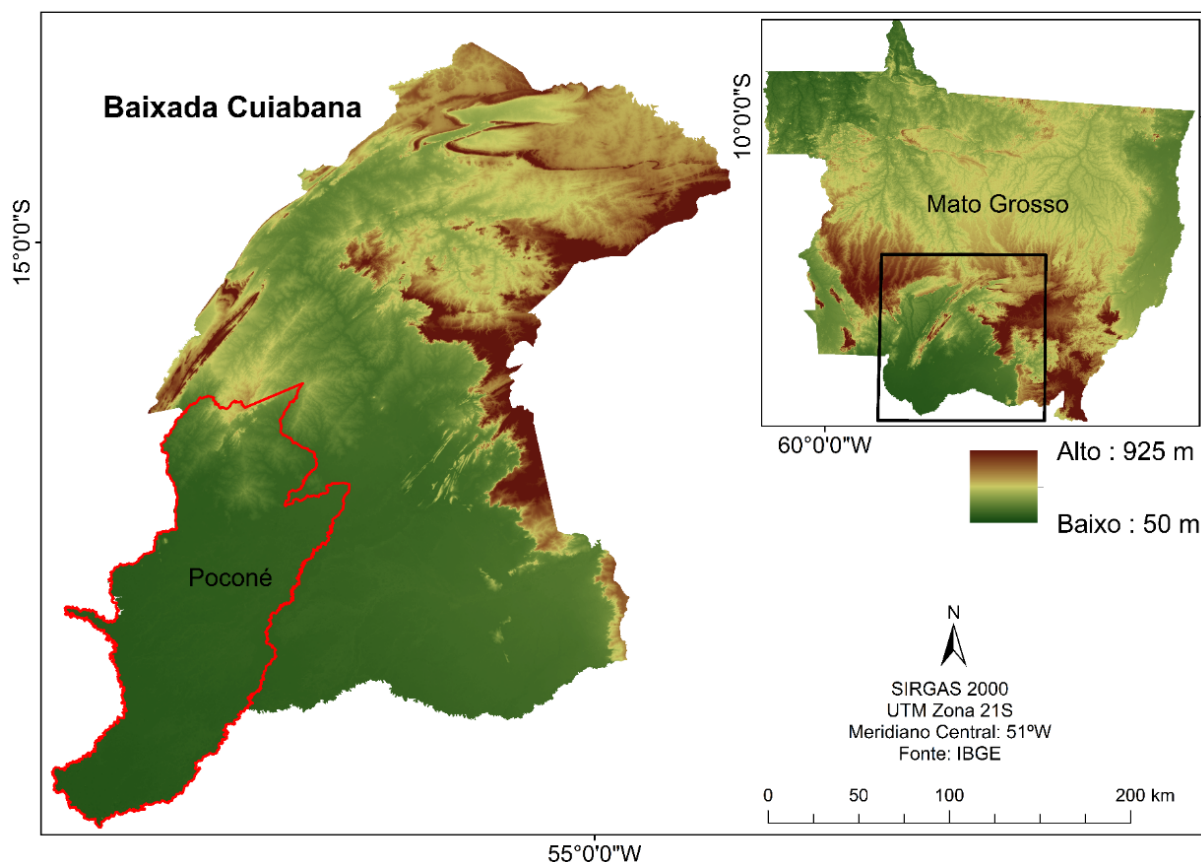 Baixada Cuiabana
15°0'0"S
Poconé
55°0'0"W
10°0'0"S
Mato Grosso
60°0'0"W
Alto : 925 m
Baixo : 50 m
N
SIRGAS 2000
UTM Zona 21S
Meridiano Central: 51ºW
Fonte: IBGE
0 50 100 200 km